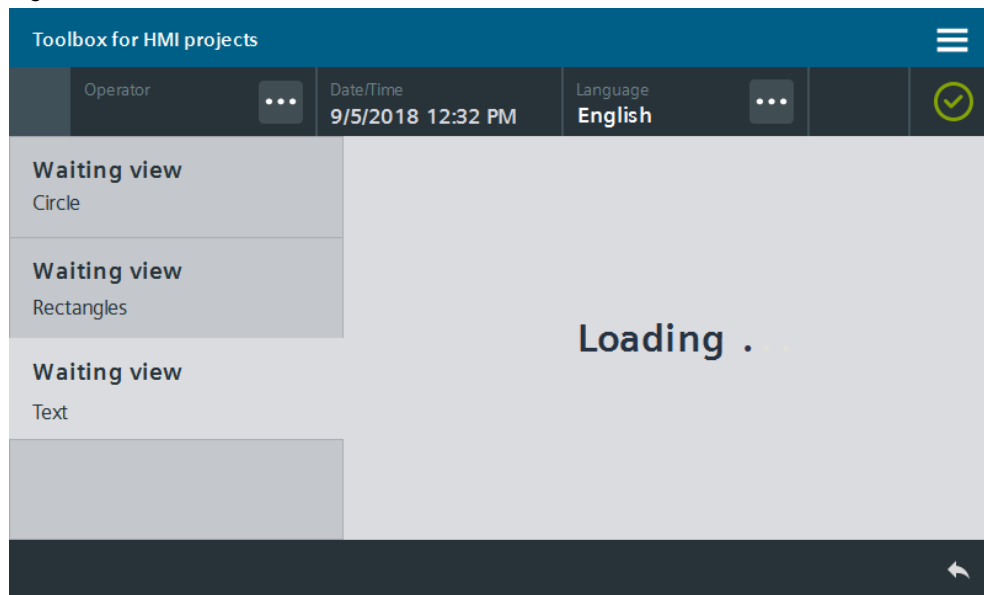 Toolbox for HMI projects
Operator
Date/Time
9/5/2018 12:32 PM
Language
English
Waiting view
Circle
Waiting view
Rectangles
Waiting view
Text
Loading . . .